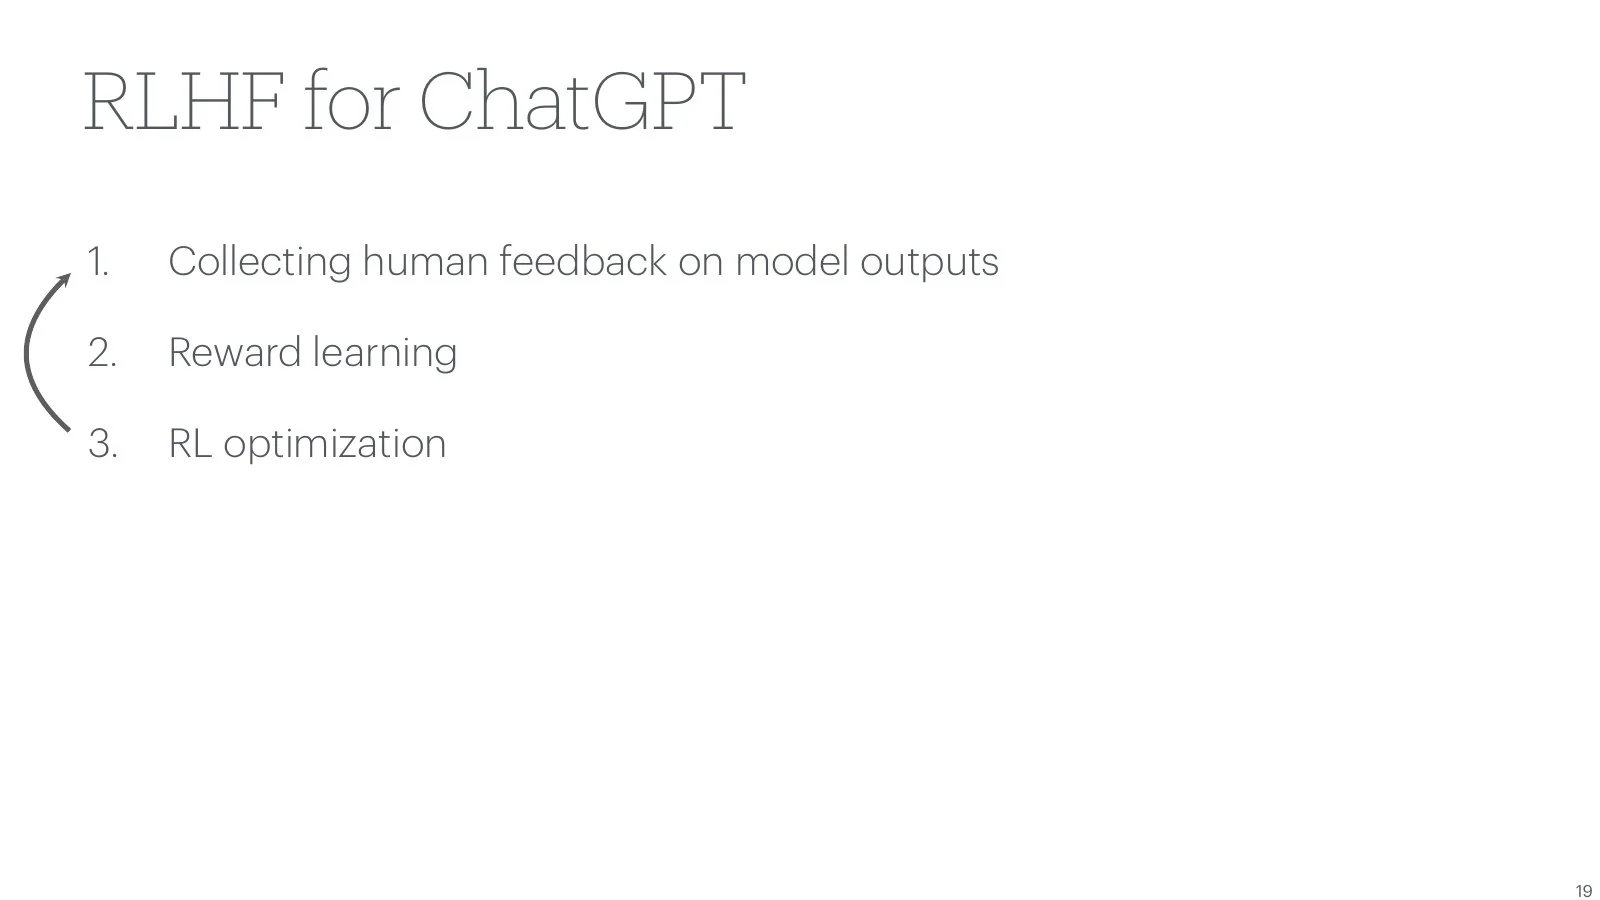 RLHF for ChatGPT
1. Collecting human feedback on model outputs
2. Reward learning
3. RL optimization
19